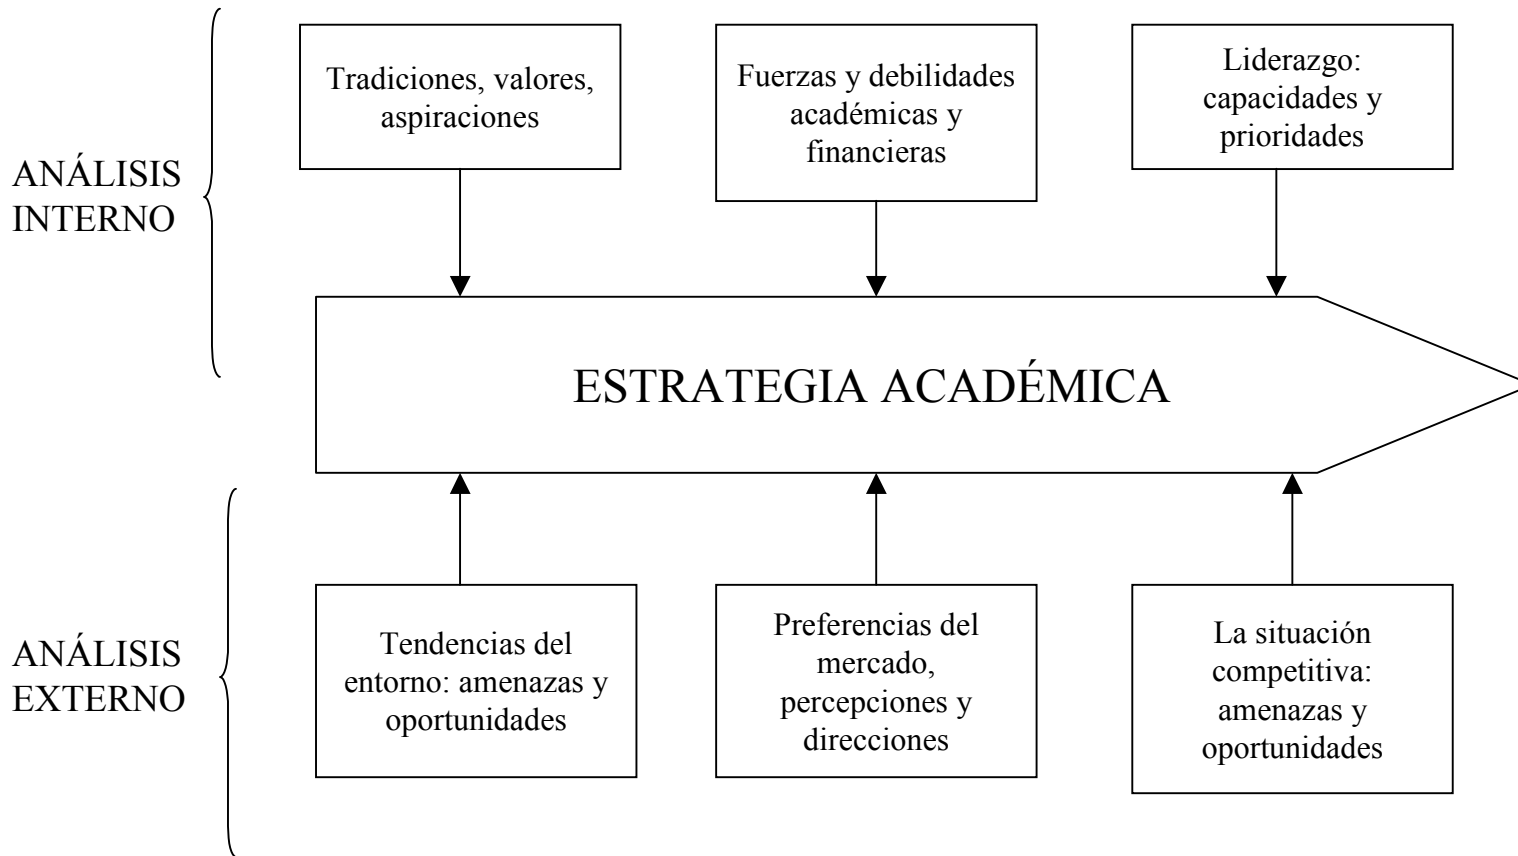 Tradiciones, valores,
aspiraciones
Fuerzas y debilidades
académicas y
financieras
Liderazgo:
capacidades y
prioridades
ANÁLISIS
INTERNO
ESTRATEGIA ACADÉMICA
ANÁLISIS
EXTERNO
Tendencias del
entorno: amenazas y
oportunidades
Preferencias del
mercado,
percepciones y
direcciones
La situación
competitiva:
amenazas y
oportunidades